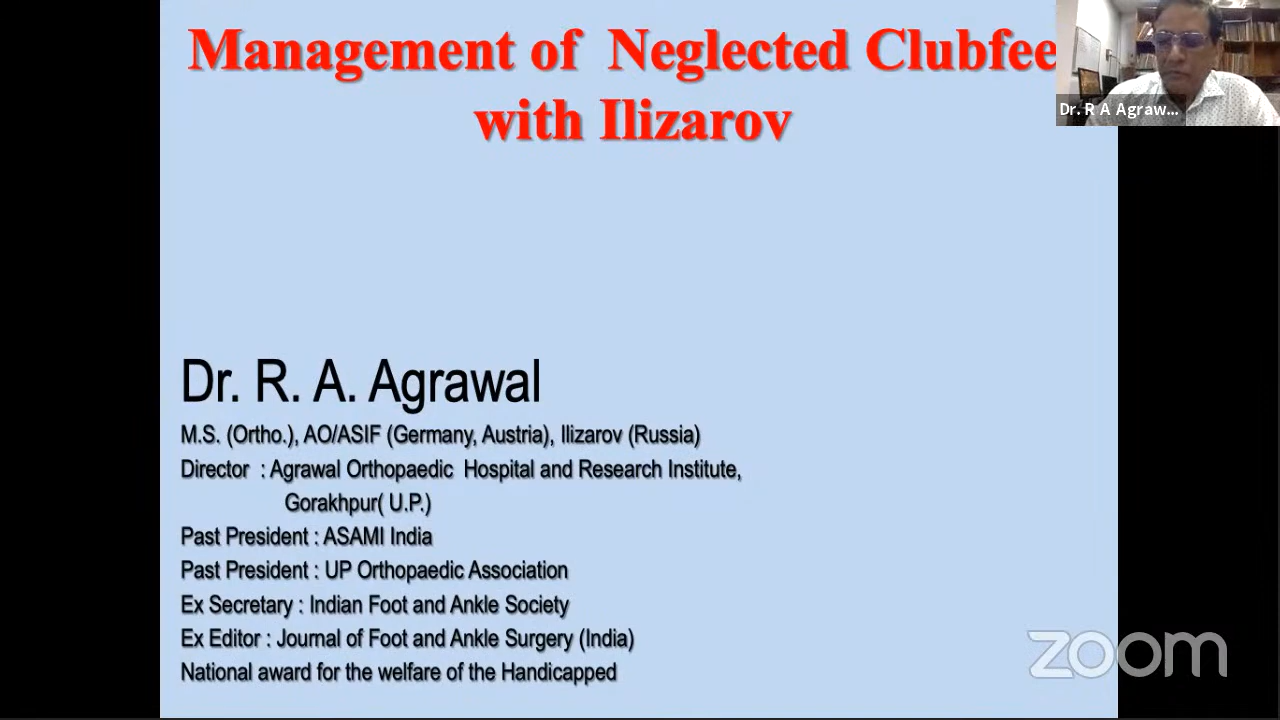 Management of Neglected Clubfee
with Ilizarov
Dr. R A Agraw...
Dr. R. A. Agrawal
M.S. (Ortho.), AO/ASIF (Germany, Austria), Ilizarov (Russia)
Director : Agrawal Orthopaedic Hospital and Research Institute,
Gorakhpur( U.P.)
Past President : ASAMI India
Past President : UP Orthopaedic Association
Ex Secretary : Indian Foot and Ankle Society
Ex Editor : Journal of Foot and Ankle Surgery (India)
National award for the welfare of the Handicapped
zoom